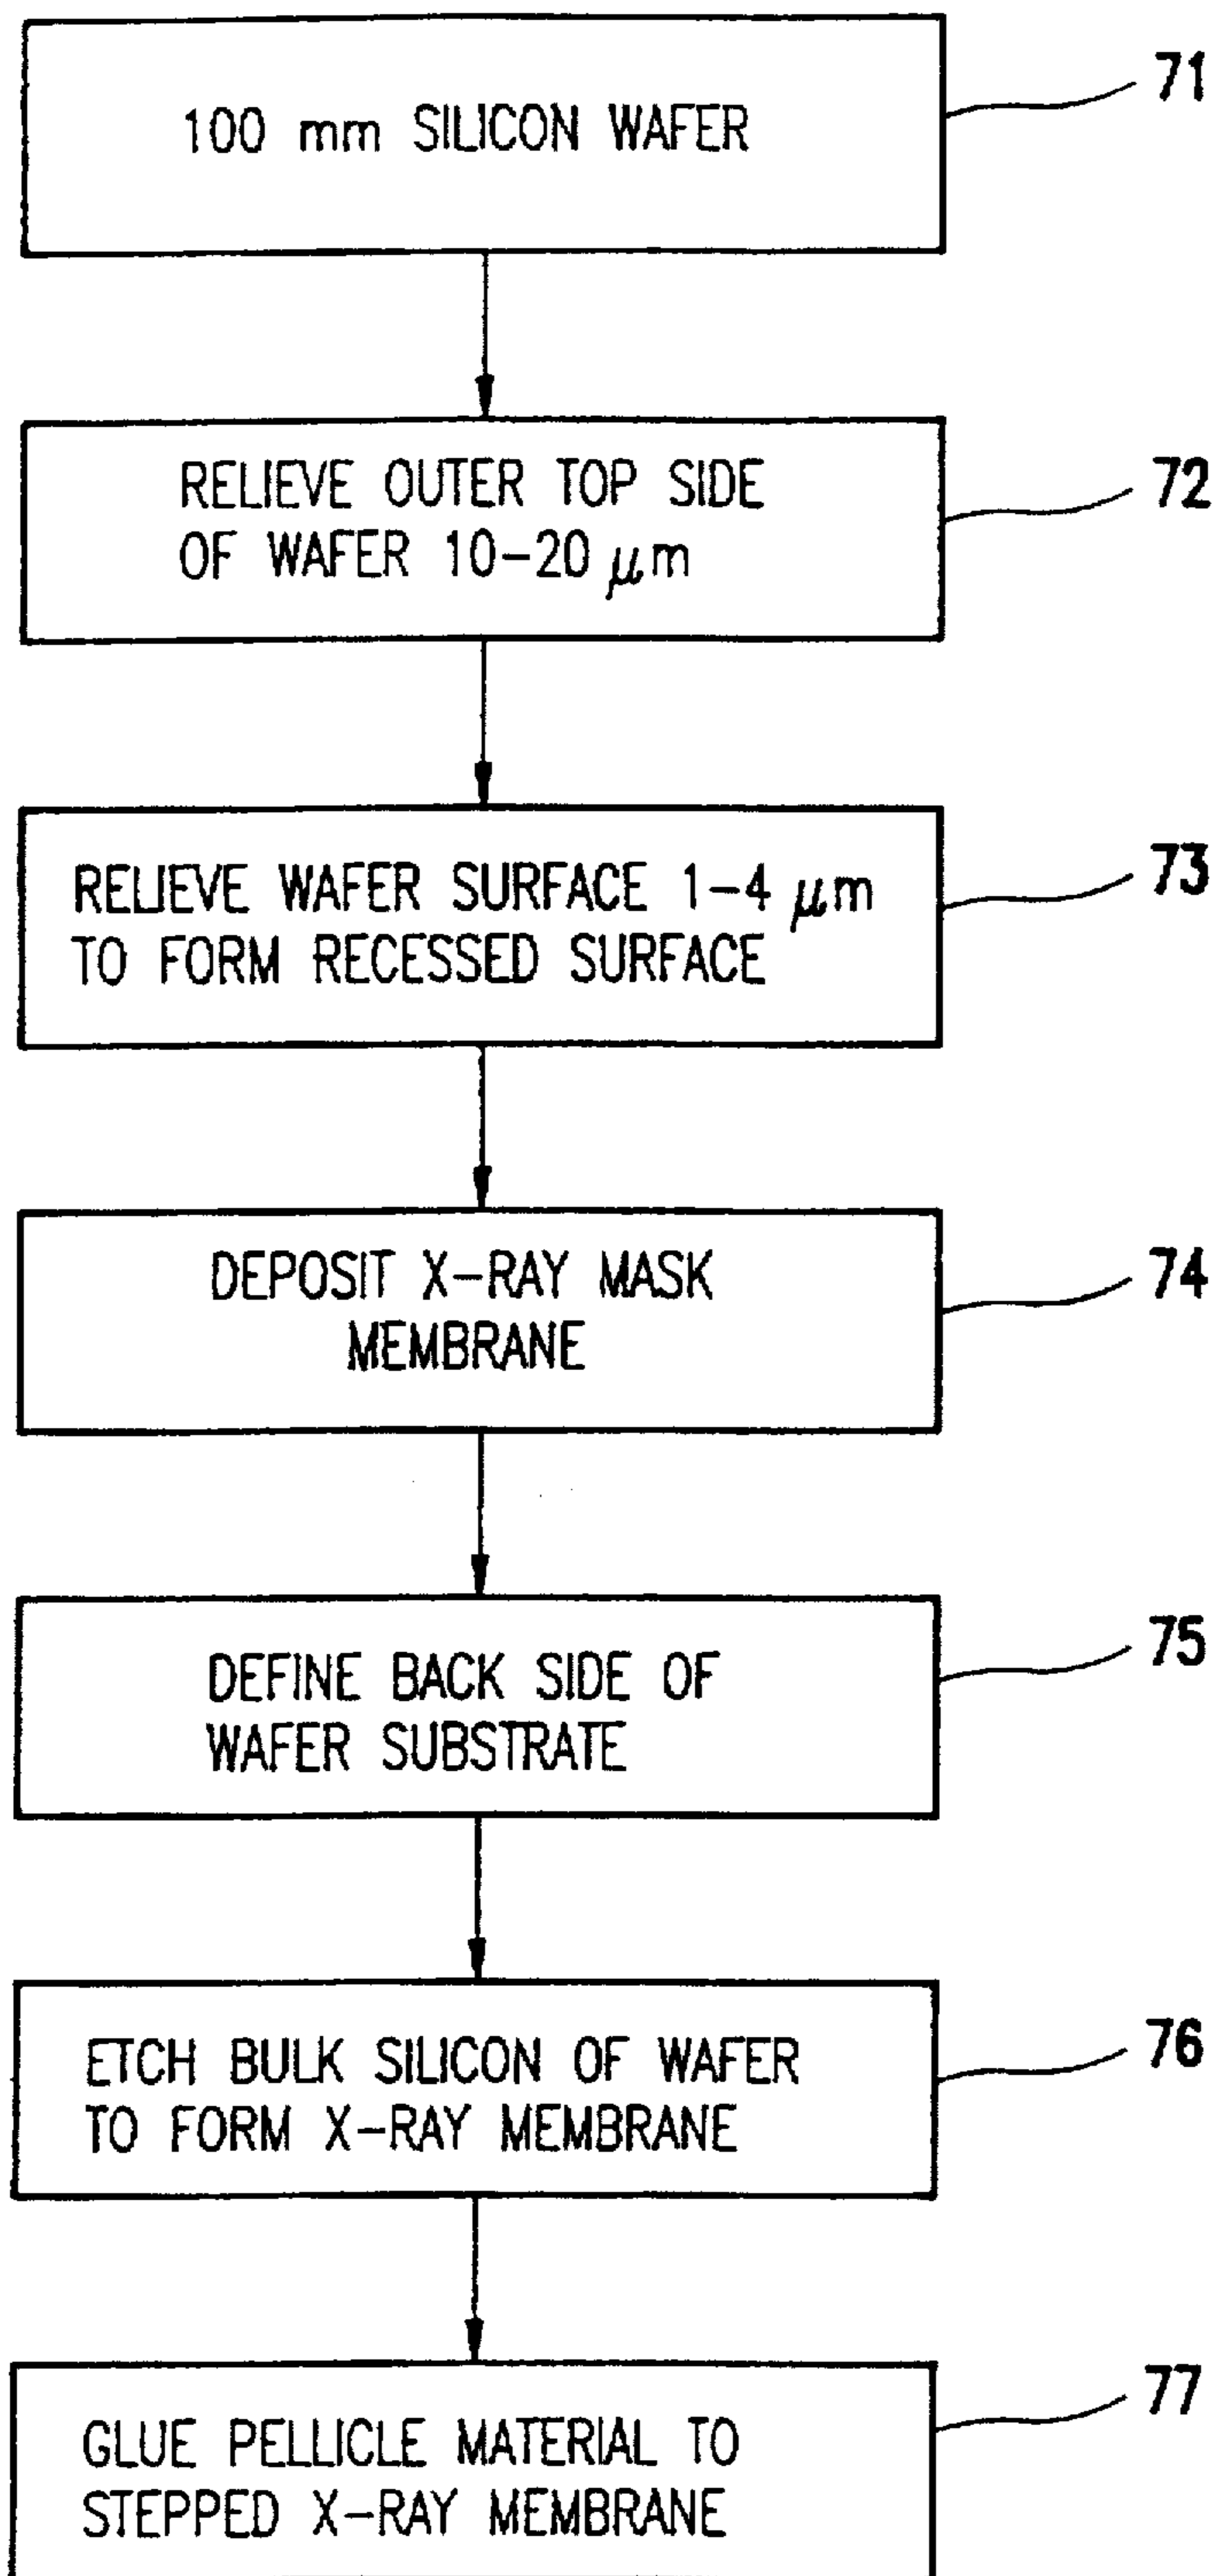 100 mm SILICON WAFER
71
RELIEVE OUTER TOP SIDE
OF WAFER 10-20 μm
72
RELIEVE WAFER SURFACE 1-4 μm
TO FORM RECESSED SURFACE
73
DEPOSIT X-RAY MASK
MEMBRANE
74
DEFINE BACK SIDE OF
WAFER SUBSTRATE
75
ETCH BULK SILICON OF WAFER
TO FORM X-RAY MEMBRANE
76
GLUE PELLICLE MATERIAL TO
STEPPED X-RAY MEMBRANE
77